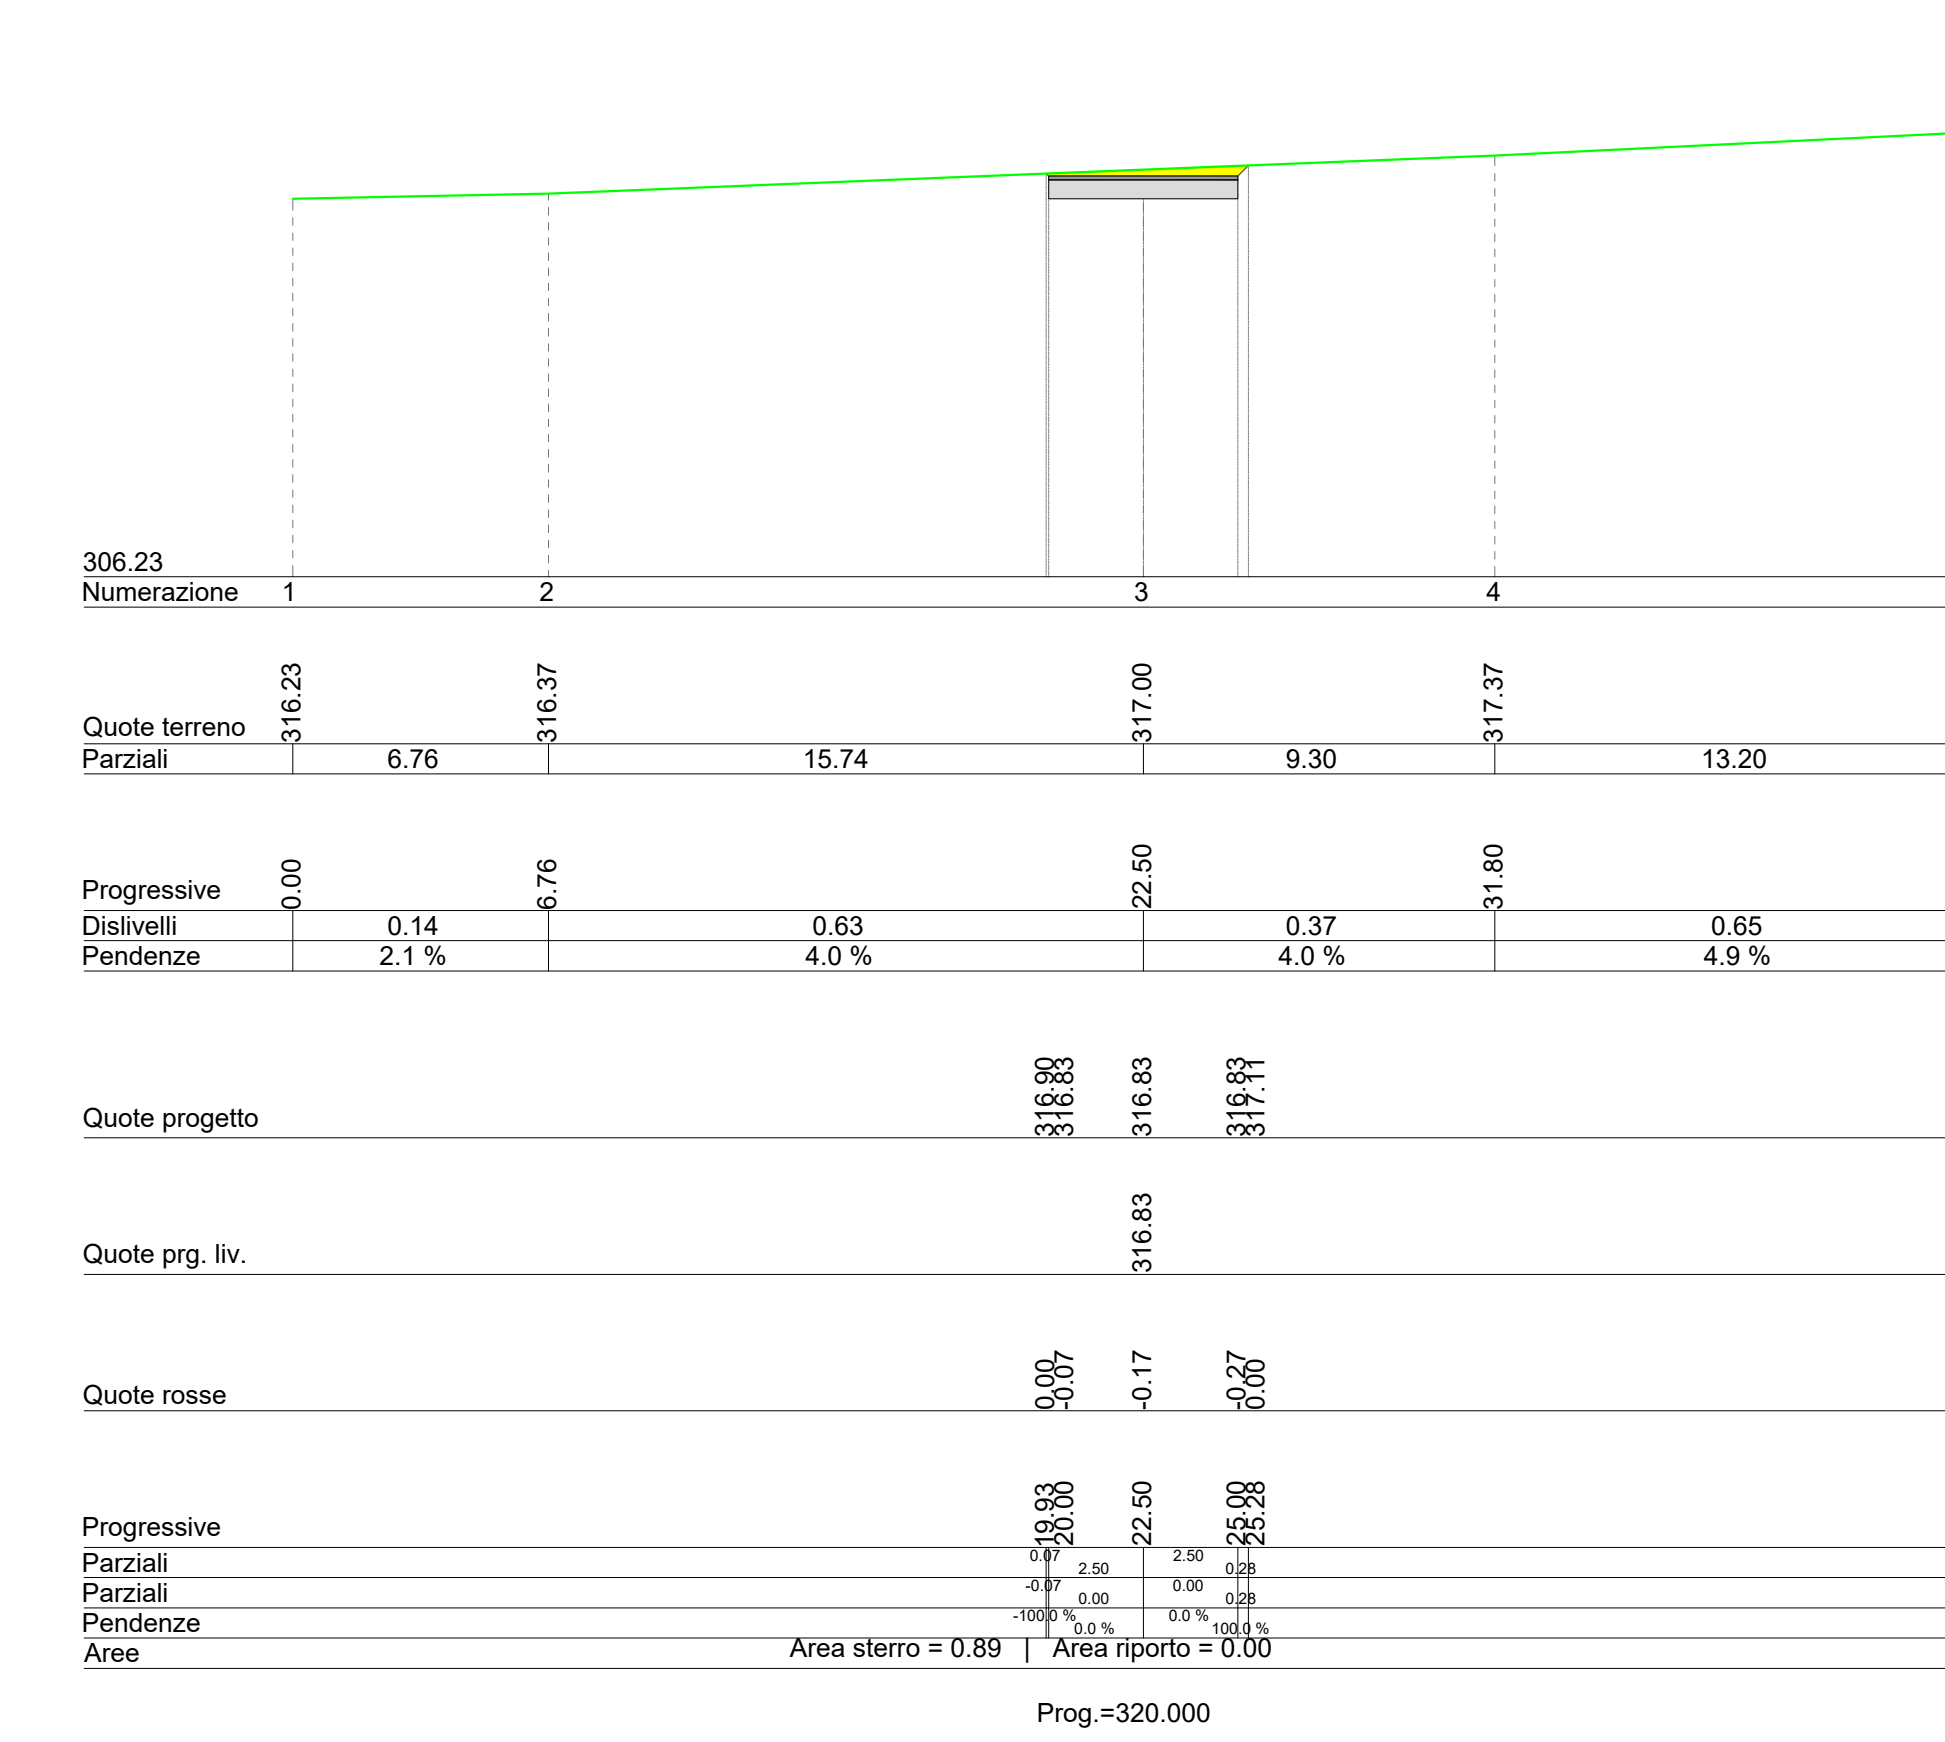 306.23
Numerazione 1 2 3 4
Quote terreno 316.23 316.37 317.00 317.37
Parziali 6.76 15.74 9.30 13.20
Progressive 0.00 6.76 22.50 31.80
Dislivelli 0.14 0.63 0.37 0.65
Pendenze 2.1 % 4.0 % 4.0 % 4.9 %
Quote progetto 316.90 316.83 316.83 316.83 317.11
Quote prg. liv. 316.83
Quote rosse 0.00 -0.07 -0.17 -0.27 0.00
Progressive 19.93 20.00 22.50 25.00 25.28
Parziali 0.07 2.50 2.50 0.28
Parziali -0.07 0.00 0.00 0.28
Pendenze -100.0 % 0.0 % 0.0 % 100.0 %
Aree Area sterro = 0.89 | Area riporto = 0.00
Prog.=320.000